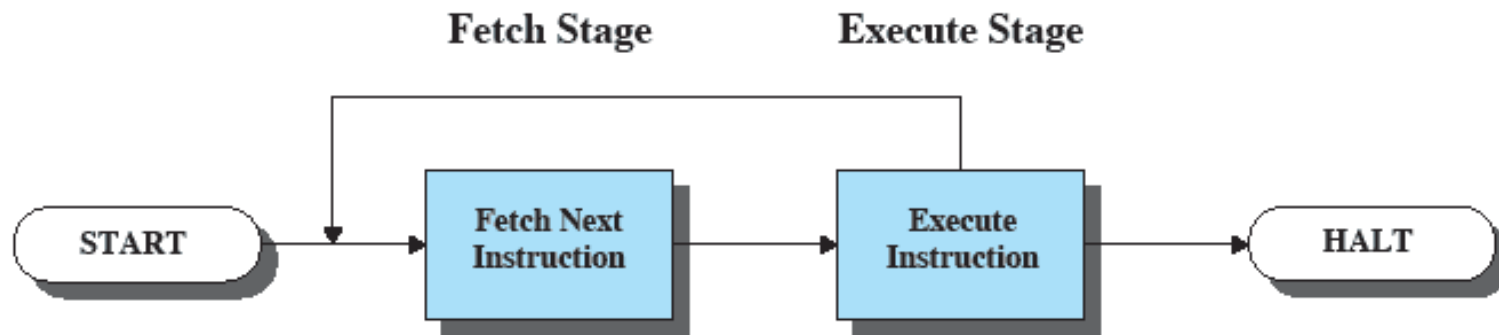 Fetch Stage
Execute Stage
START
Fetch Next
Instruction
Execute
Instruction
HALT